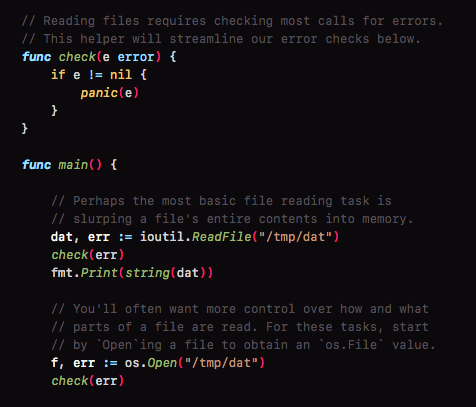 // Reading files requires checking most calls for errors.
// This helper will streamline our error checks below.
func check(e error) {
    if e != nil {
        panic(e)
    }
}

func main() {

    // Perhaps the most basic file reading task is
    // slurping a file's entire contents into memory.
    dat, err := ioutil.ReadFile("/tmp/dat")
    check(err)
    fmt.Print(string(dat))

    // You'll often want more control over how and what
    // parts of a file are read. For these tasks, start
    // by `Open`ing a file to obtain an `os.File` value.
    f, err := os.Open("/tmp/dat")
    check(err)